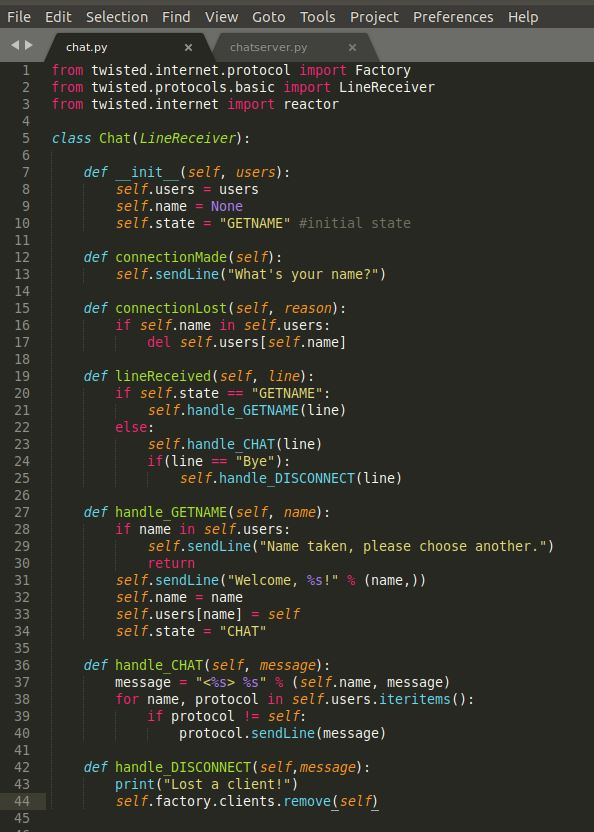 File Edit Selection Find View Goto Tools Project Preferences Help
chat.py × chatserver.py ×
1 from twisted.internet.protocol import Factory
2 from twisted.protocols.basic import LineReceiver
3 from twisted.internet import reactor
4
5 class Chat(LineReceiver):
6
7     def __init__(self, users):
8         self.users = users
9         self.name = None
10         self.state = "GETNAME" #initial state
11
12     def connectionMade(self):
13         self.sendLine("What's your name?")
14
15     def connectionLost(self, reason):
16         if self.name in self.users:
17             del self.users[self.name]
18
19     def lineReceived(self, line):
20         if self.state == "GETNAME":
21             self.handle_GETNAME(line)
22         else:
23             self.handle_CHAT(line)
24             if(line == "Bye"):
25                 self.handle_DISCONNECT(line)
26
27     def handle_GETNAME(self, name):
28         if name in self.users:
29             self.sendLine("Name taken, please choose another.")
30             return
31         self.sendLine("Welcome, %s!" % (name,))
32         self.name = name
33         self.users[name] = self
34         self.state = "CHAT"
35
36     def handle_CHAT(self, message):
37         message = "<%s> %s" % (self.name, message)
38         for name, protocol in self.users.iteritems():
39             if protocol != self:
40                 protocol.sendLine(message)
41
42     def handle_DISCONNECT(self,message):
43         print("Lost a client!")
44         self.factory.clients.remove(self)
45
46